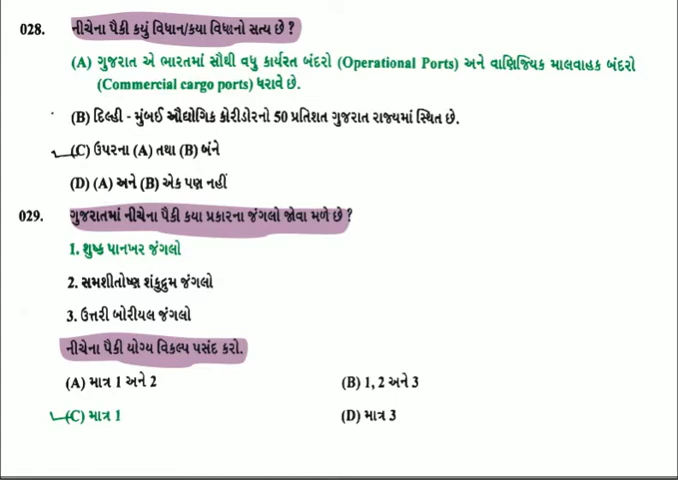 028. નીચેના પૈકી કયું વિધાન/કયા વિધાનો સત્ય છે ?
(A) ગુજરાત એ ભારતમાં સૌથી વધુ કાર્યરત બંદરો (Operational Ports) અને વાણિજ્યિક માલવાહક બંદરો
(Commercial cargo ports) ધરાવે છે.
(B) દિલ્હી - મુંબઈ ઔદ્યોગિક કોરીડોરનો 50 પ્રતિશત ગુજરાત રાજ્યમાં સ્થિત છે.
(C) ઉપરના (A) તથા (B) બંને
(D) (A) અને (B) એક પણ નહીં
029. ગુજરાતમાં નીચેના પૈકી કયા પ્રકારના જંગલો જોવા મળે છે ?
1. શુષ્ક પાનખર જંગલો
2. સમશીતોષ્ણ શંકુદ્રુમ જંગલો
3. ઉત્તરી બોરીયલ જંગલો
નીચેના પૈકી યોગ્ય વિકલ્પ પસંદ કરો.
(A) માત્ર 1 અને 2 (B) 1, 2 અને 3
(C) માત્ર 1 (D) માત્ર 3